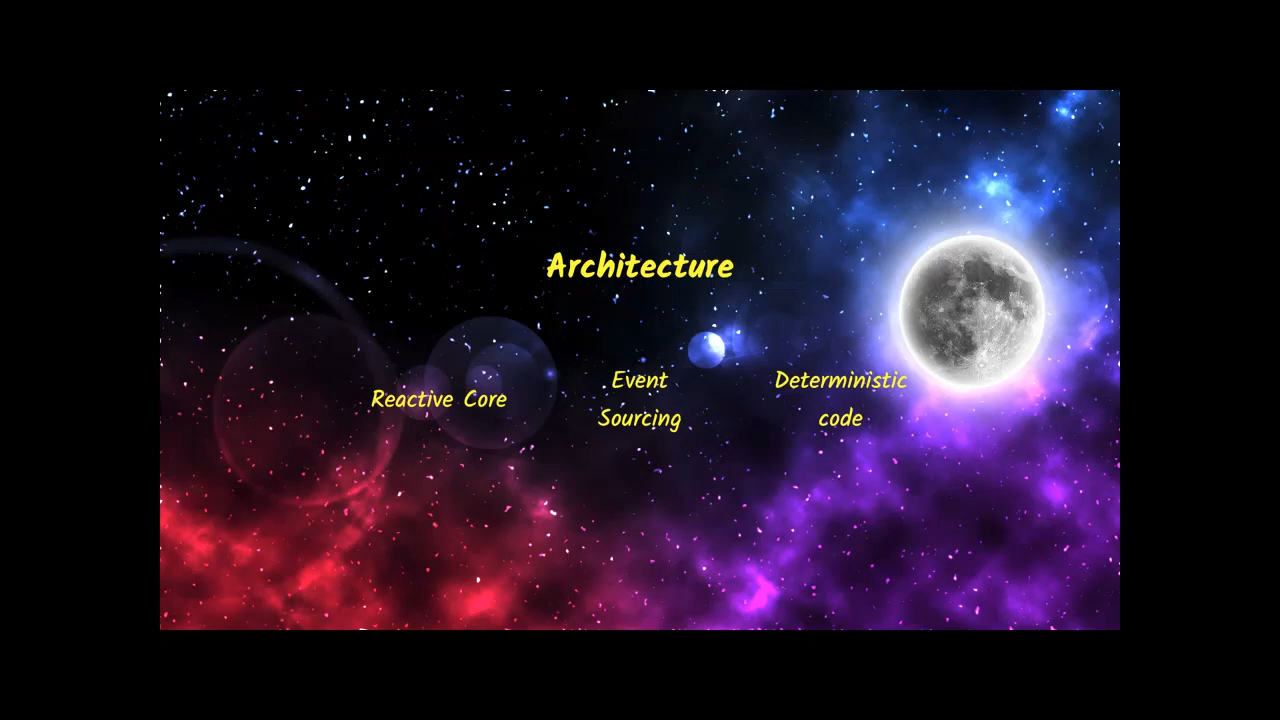 Architecture
Reactive Core
Event
Sourcing
Deterministic
code